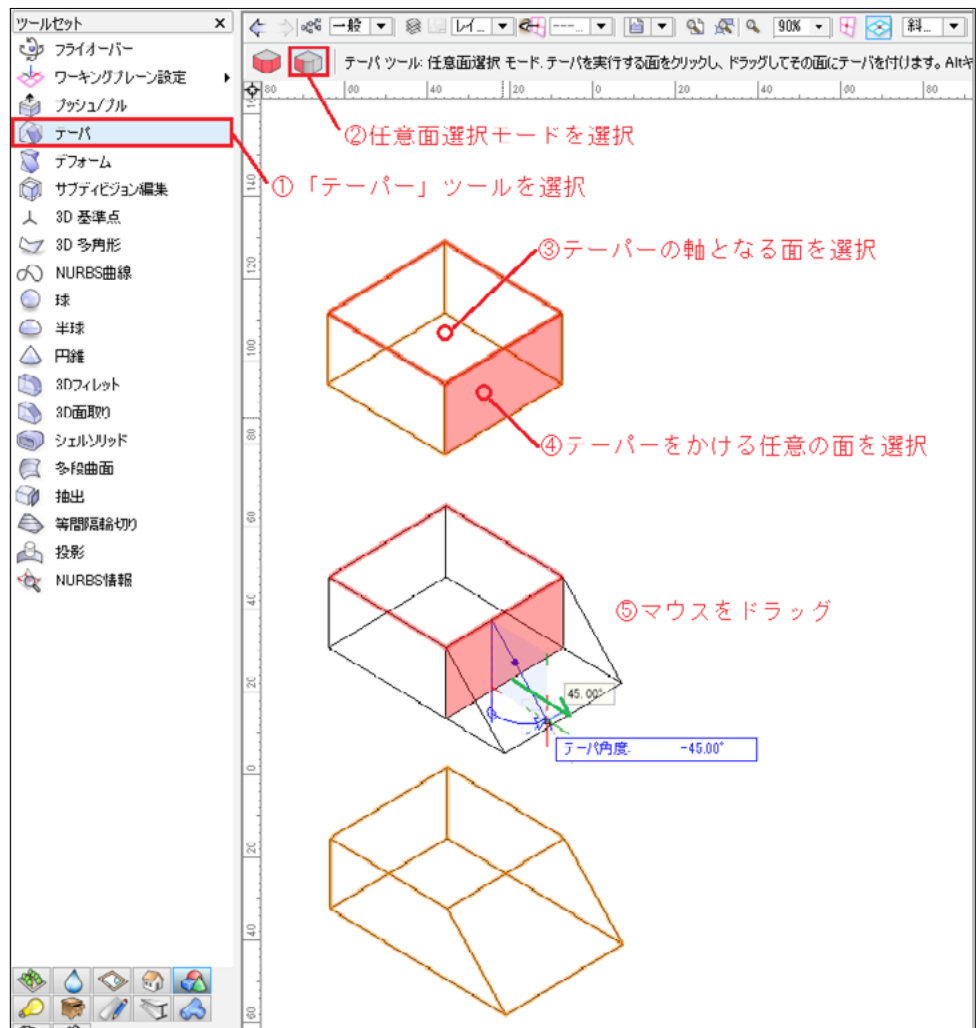 ツールセット
×
フライオーバー
ワーキングプレーン設定
プッシュ/プル
テーパ
デフォーム
サブディビジョン編集
3D 基準点
3D 多角形
NURBS曲線
球
半球
円錐
3Dフィレット
3D面取り
シェルソリッド
多段曲面
抽出
等間隔輪切り
投影
NURBS情報
一般
レイ...
---...
90%
斜...
テーパ ツール: 任意面選択 モード. テーパを実行する面をクリックし、ドラッグしてその面にテーパを付けます。Altキ
②任意面選択モードを選択
①「テーパー」ツールを選択
③テーパーの軸となる面を選択
④テーパーをかける任意の面を選択
⑤マウスをドラッグ
45.00°
テーパ角度: -45.00°